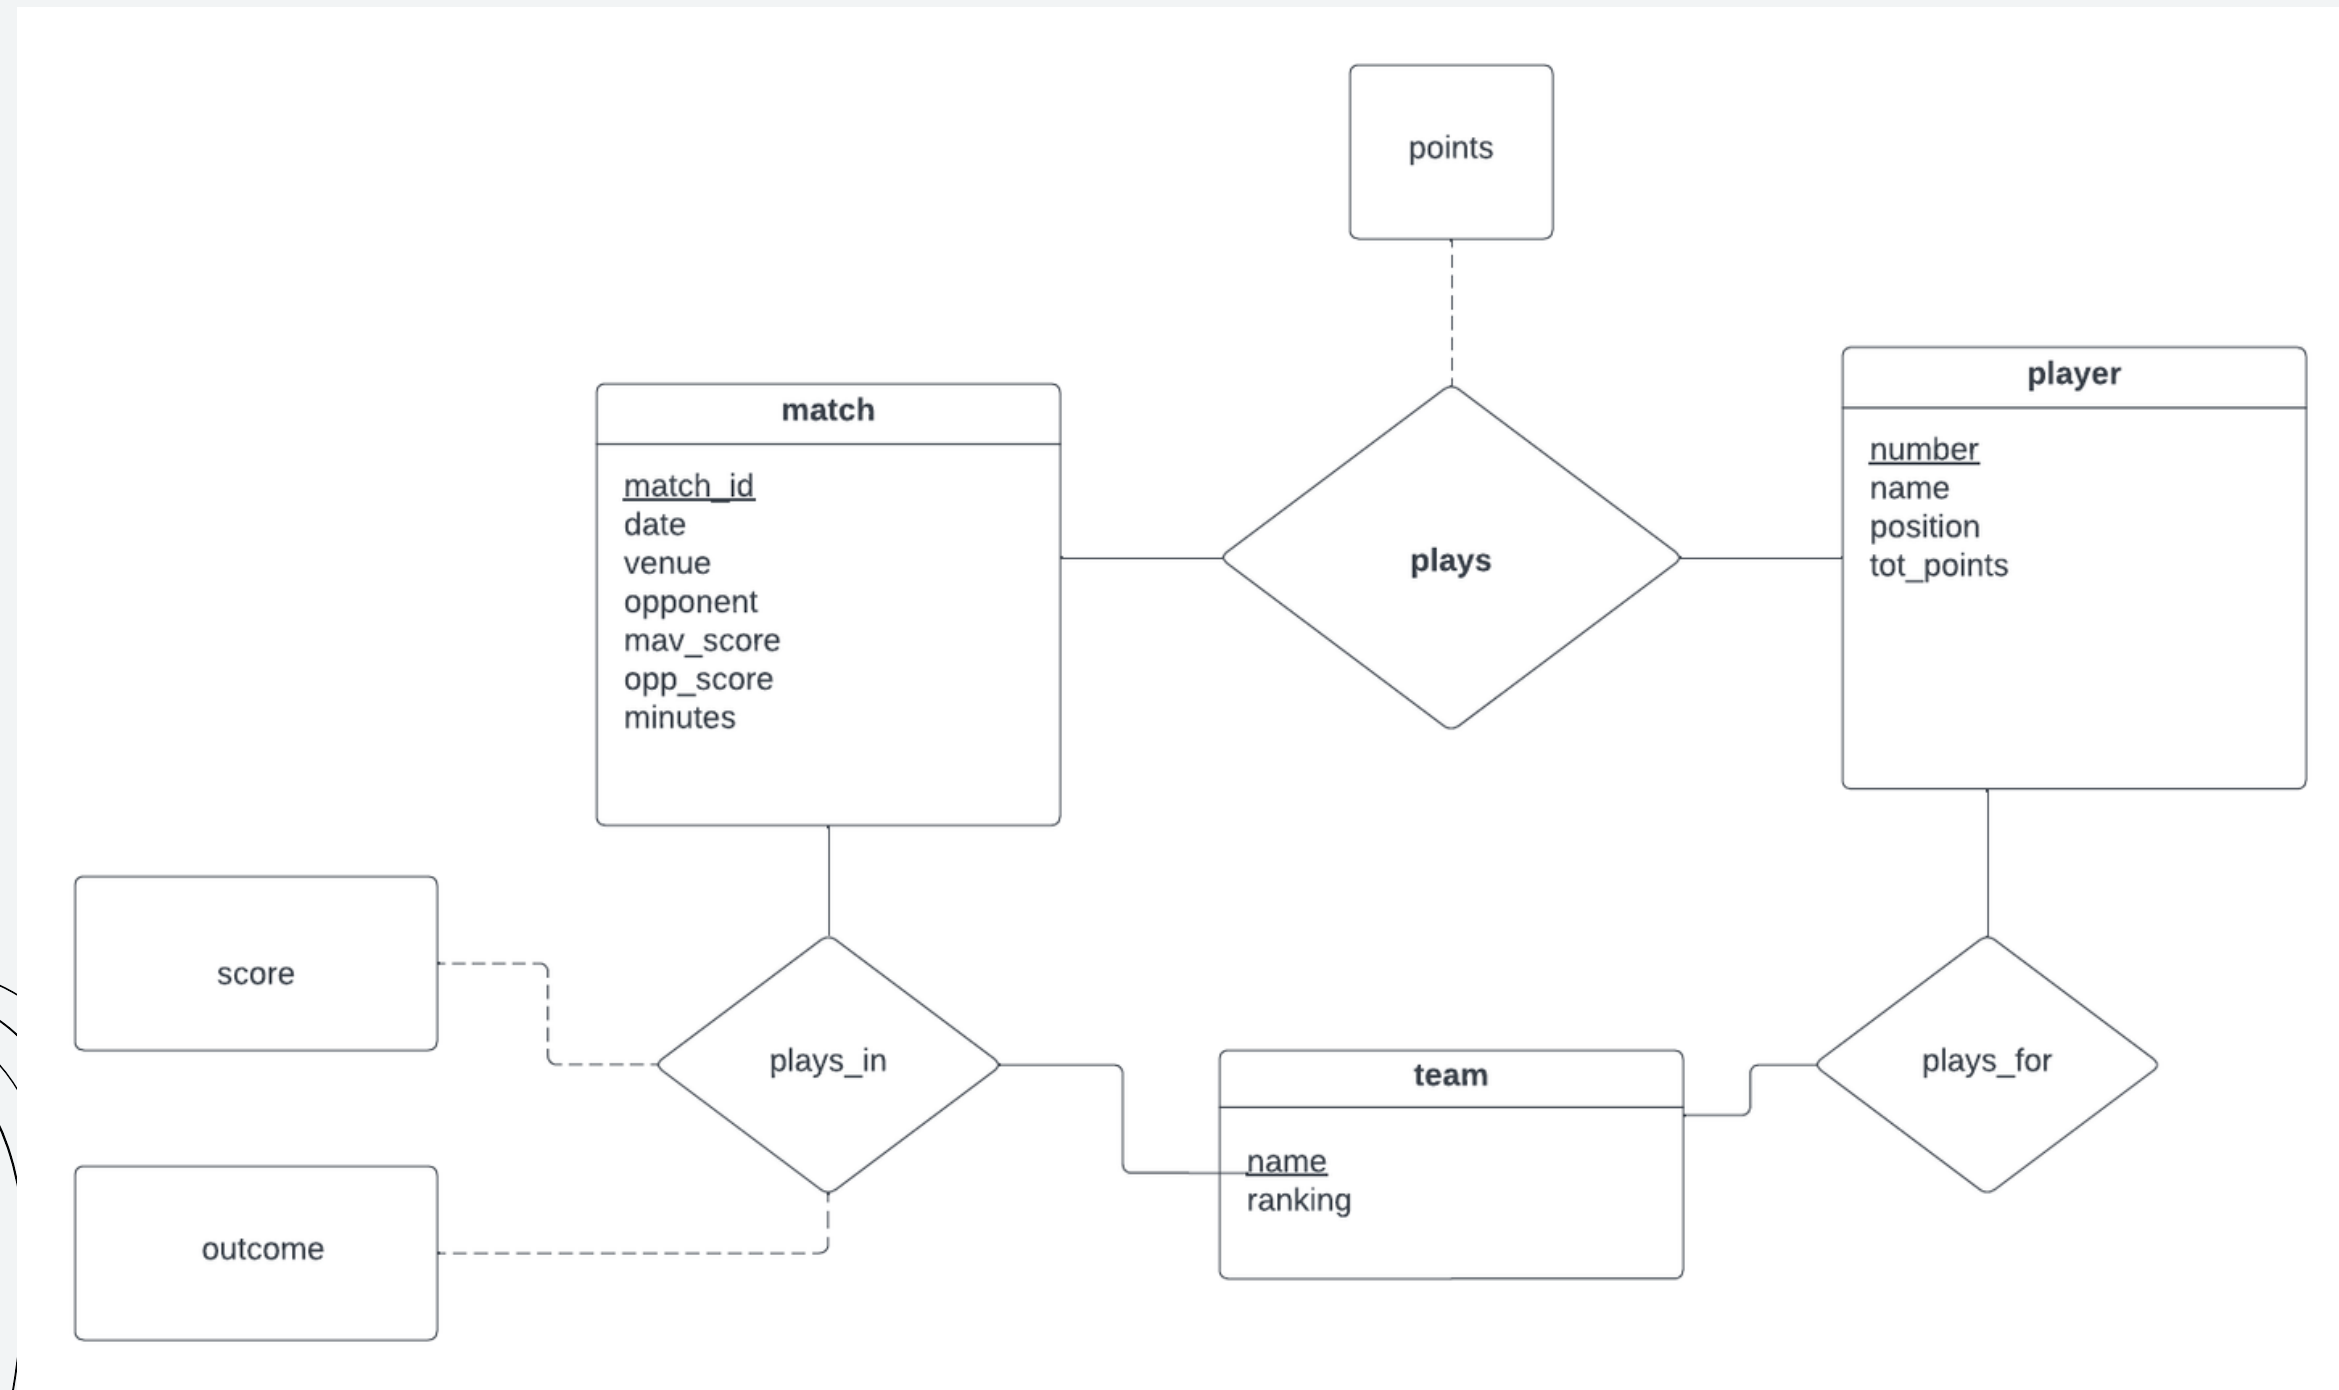 points
player
number
name
position
tot_points
match
match_id
date
venue
opponent
mav_score
opp_score
minutes
plays
score
plays_in
team
name
ranking
plays_for
outcome